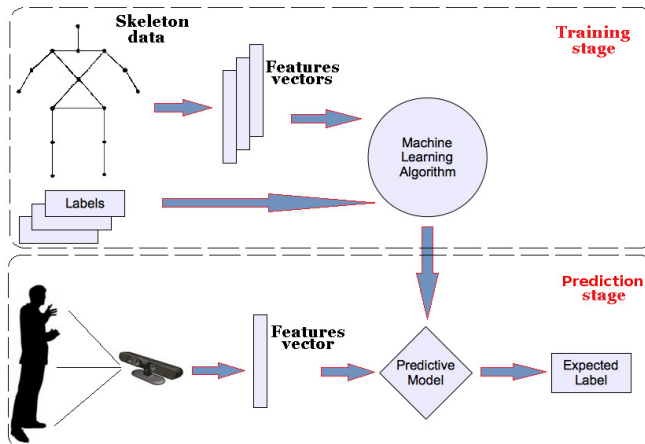 Skeleton
data
Training
stage
Features
vectors
Machine
Learning
Algorithm
Labels
Prediction
stage
Features
vector
Predictive
Model
Expected
Label